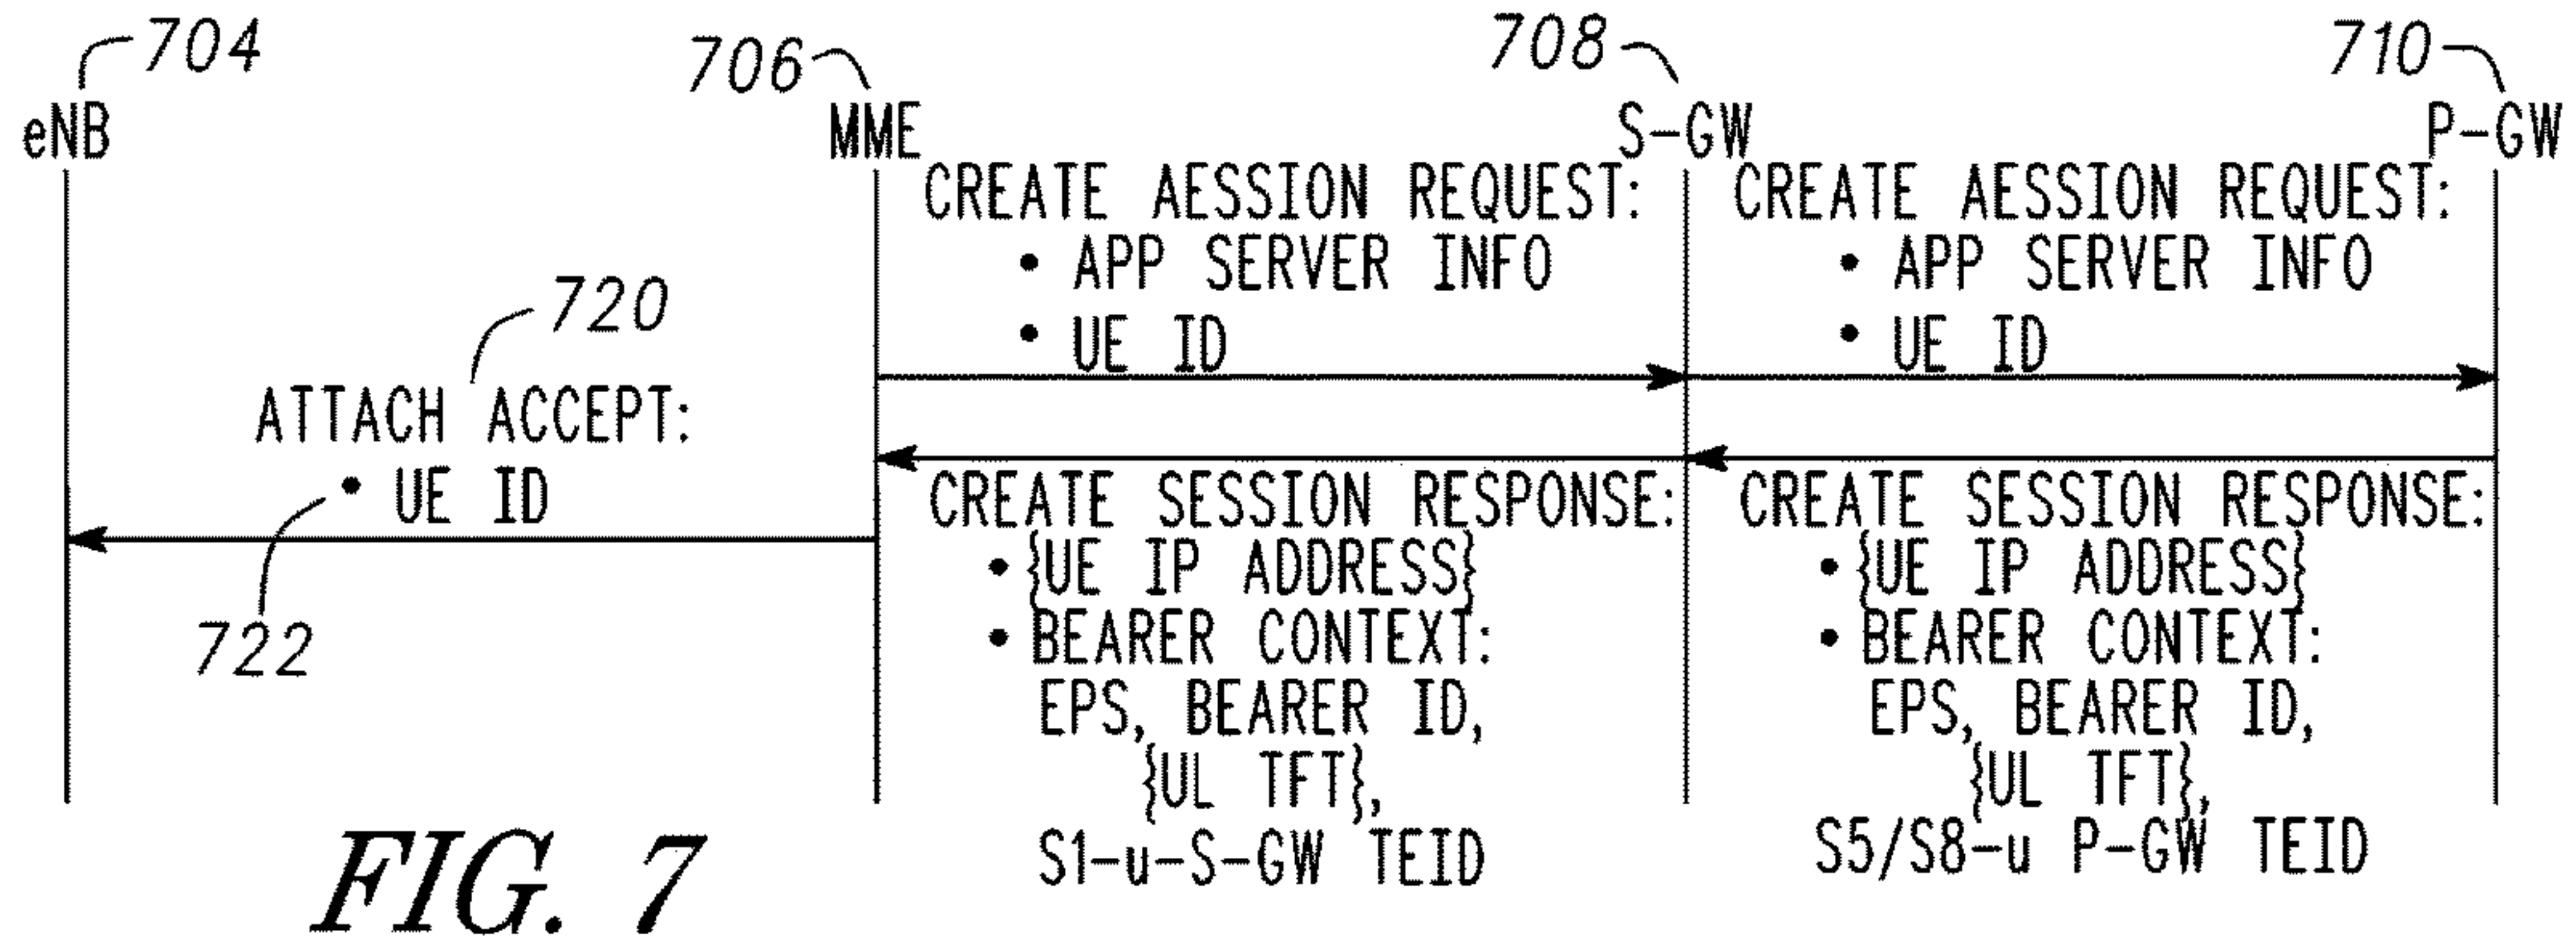 704
706
708
710
eNB
MME
S-GW
P-GW
CREATE AESSION REQUEST:
• APP SERVER INFO
• UE ID
CREATE AESSION REQUEST:
• APP SERVER INFO
• UE ID
720
ATTACH ACCEPT:
• UE ID
722
CREATE SESSION RESPONSE:
• {UE IP ADDRESS}
• BEARER CONTEXT:
EPS, BEARER ID,
{UL TFT},
S1-u-S-GW TEID
CREATE SESSION RESPONSE:
• {UE IP ADDRESS}
• BEARER CONTEXT:
EPS, BEARER ID,
{UL TFT},
S5/S8-u P-GW TEID
FIG. 7